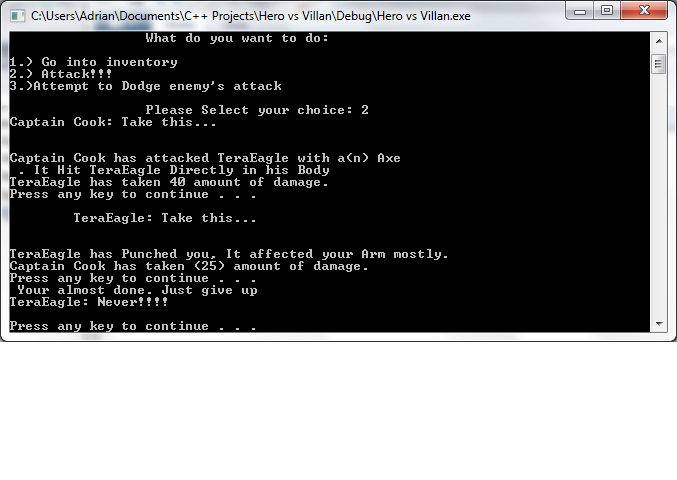 C:\Users\Adrian\Documents\C++ Projects\Hero vs Villan\Debug\Hero vs Villan.exe
What do you want to do:
1.) Go into inventory
2.) Attack!!!
3.)Attempt to Dodge enemy's attack
Please Select your choice: 2
Captain Cook: Take this...
Captain Cook has attacked TeraEagle with a(n) Axe
. It Hit TeraEagle Directly in his Body
TeraEagle has taken 40 amount of damage.
Press any key to continue . . .
TeraEagle: Take this...
TeraEagle has Punched you, It affected your Arm mostly.
Captain Cook has taken (25) amount of damage.
Press any key to continue . . .
Your almost done. Just give up
TeraEagle: Never!!!!
Press any key to continue . . .